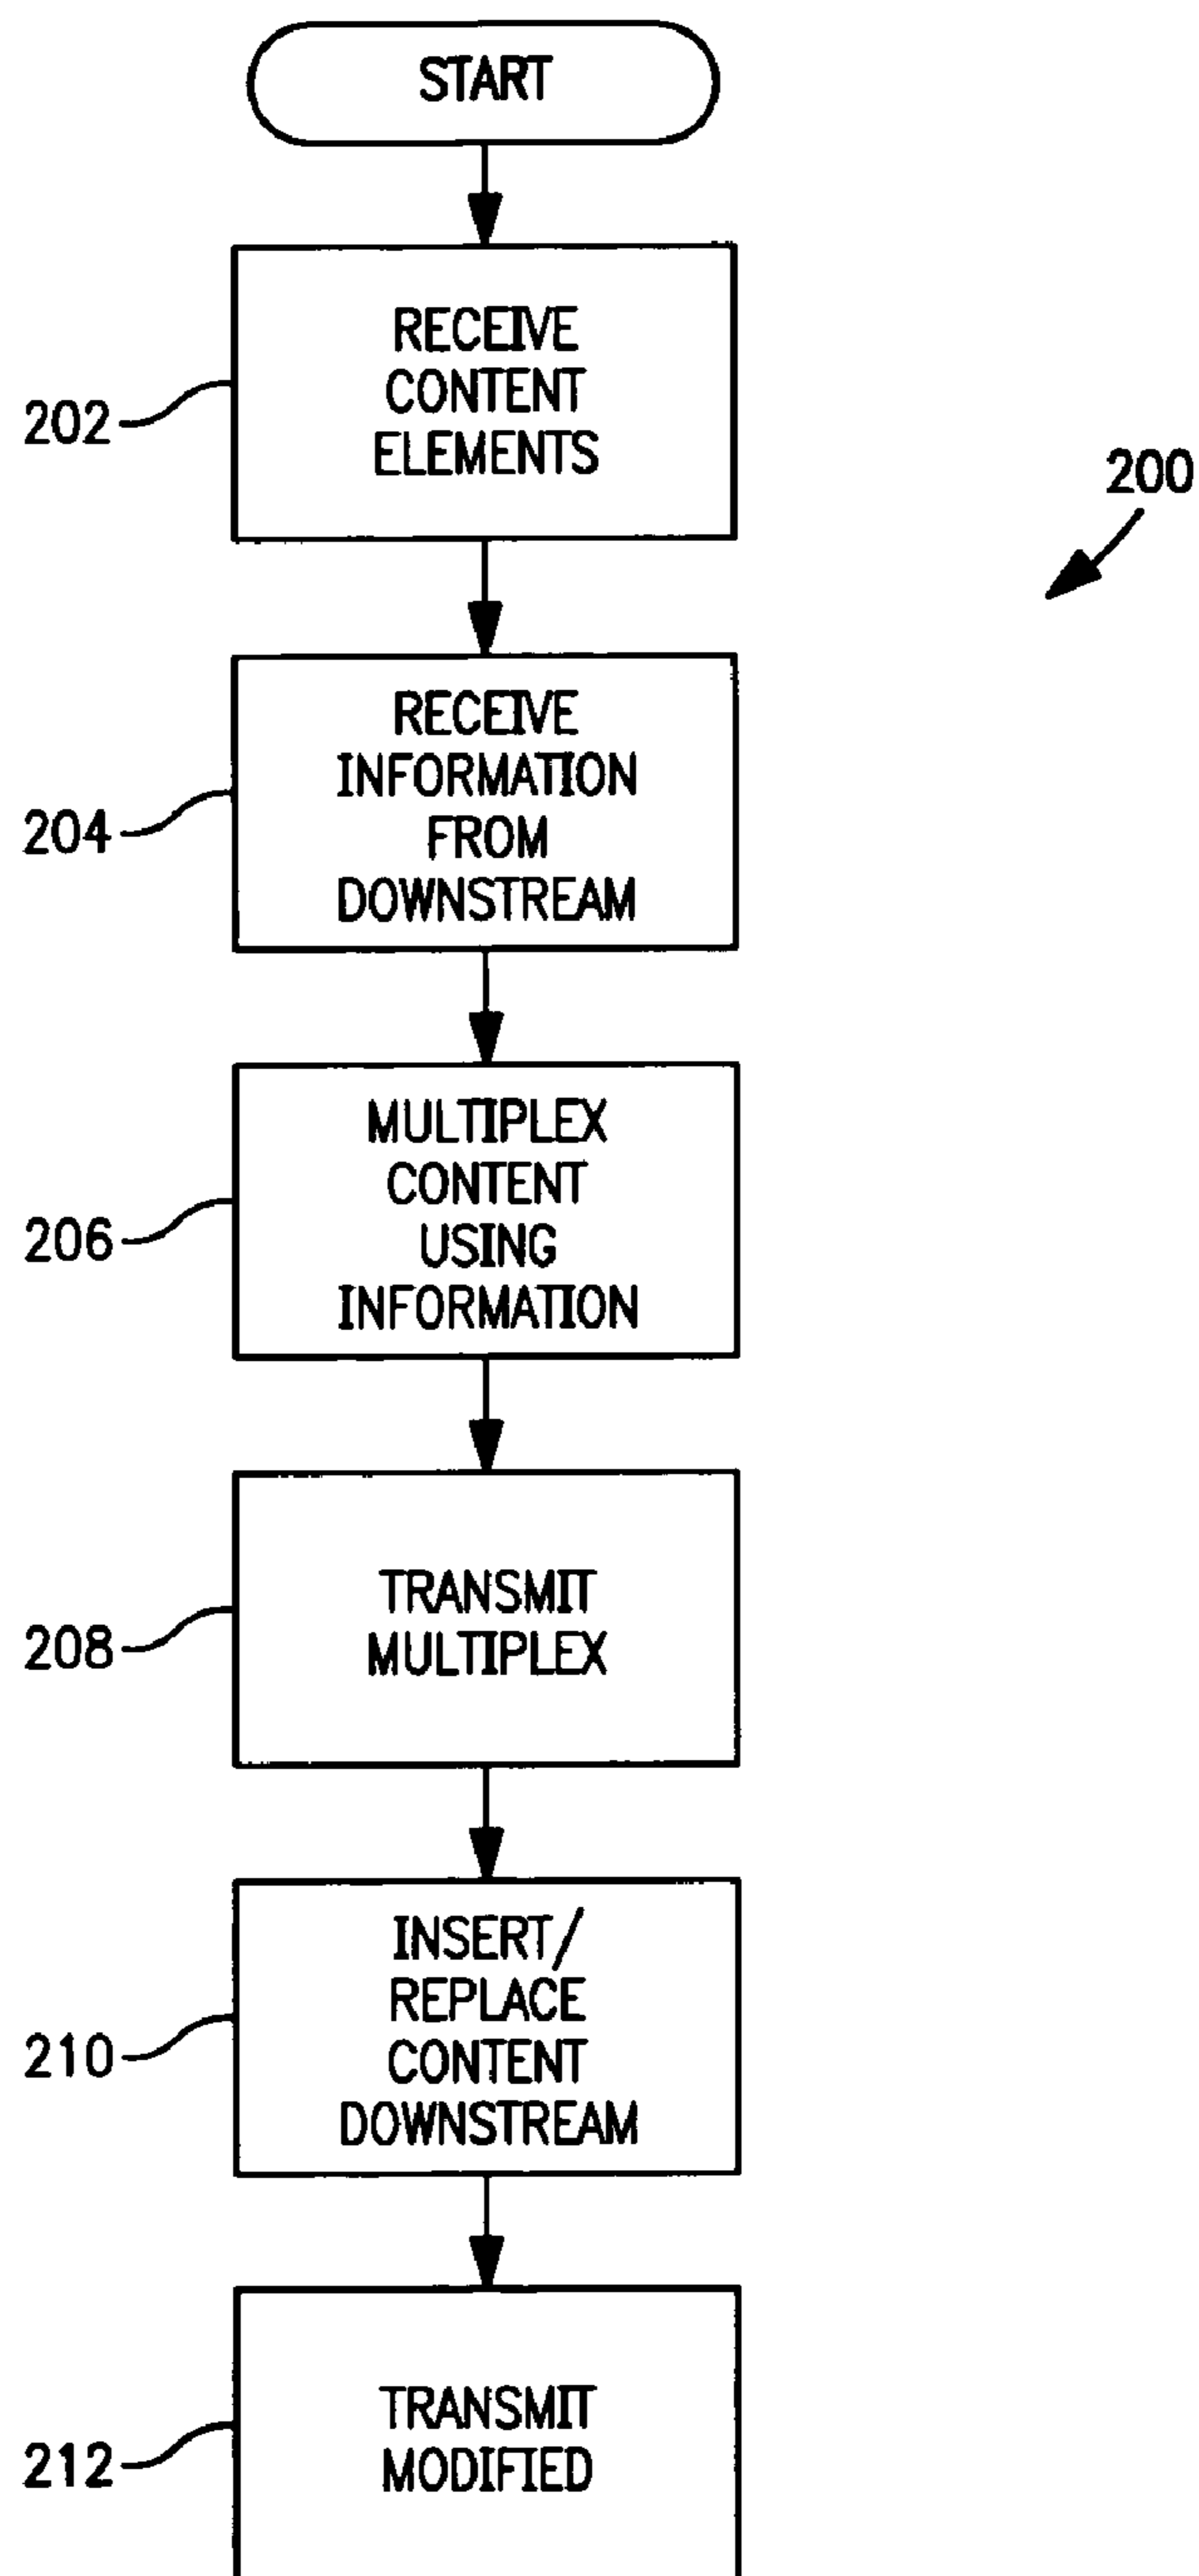 START
RECEIVE
CONTENT
ELEMENTS
202
200
RECEIVE
INFORMATION
FROM
DOWNSTREAM
204
MULTIPLEX
CONTENT
USING
INFORMATION
206
TRANSMIT
MULTIPLEX
208
INSERT/
REPLACE
CONTENT
DOWNSTREAM
210
TRANSMIT
MODIFIED
212